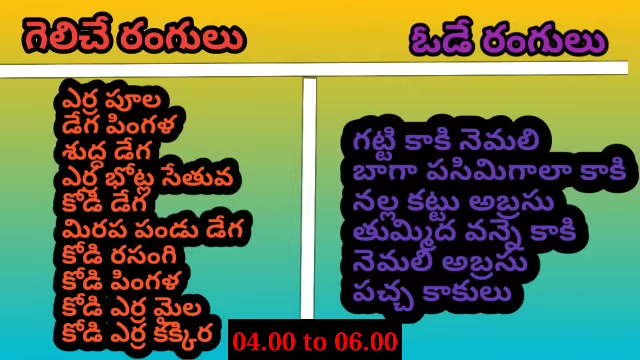 గెలిచే రంగులు
ఓడే రంగులు
ఎర్ర పూల
డేగ పింగళ
శుద్ధ డేగ
ఎర్ర భోట్ల సేతువ
కోడి డేగ
మిరప పండు డేగ
కోడి రసంగి
కోడి పింగళ
కోడి ఎర్ర మైల
కోడి ఎర్ర కక్కిర
గట్టి కాకి నెమలి
బాగా పసిమిగాలా కాకి
నల్ల కట్టు అబ్రసు
తుమ్మిద వన్నె కాకి
నెమలి అబ్రసు
పచ్చ కాకులు
04.00 to 06.00